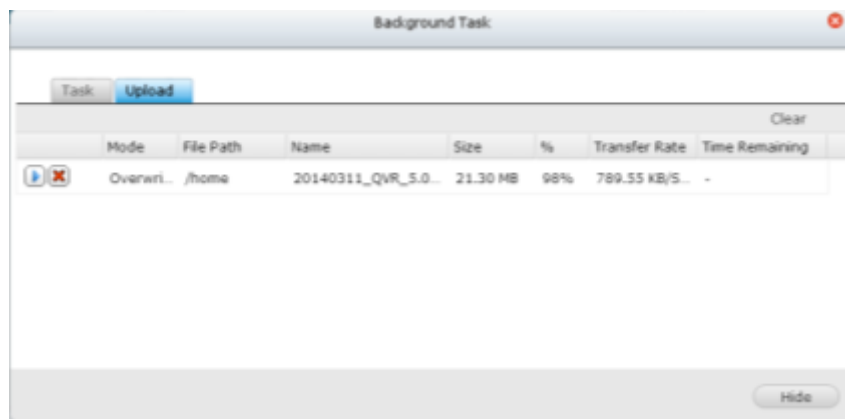 Background Task
Task Upload
Clear
Mode File Path Name Size % Transfer Rate Time Remaining
Overwri... /home 20140311_QVR_5.0... 21.30 MB 98% 789.55 KB/S... -
Hide